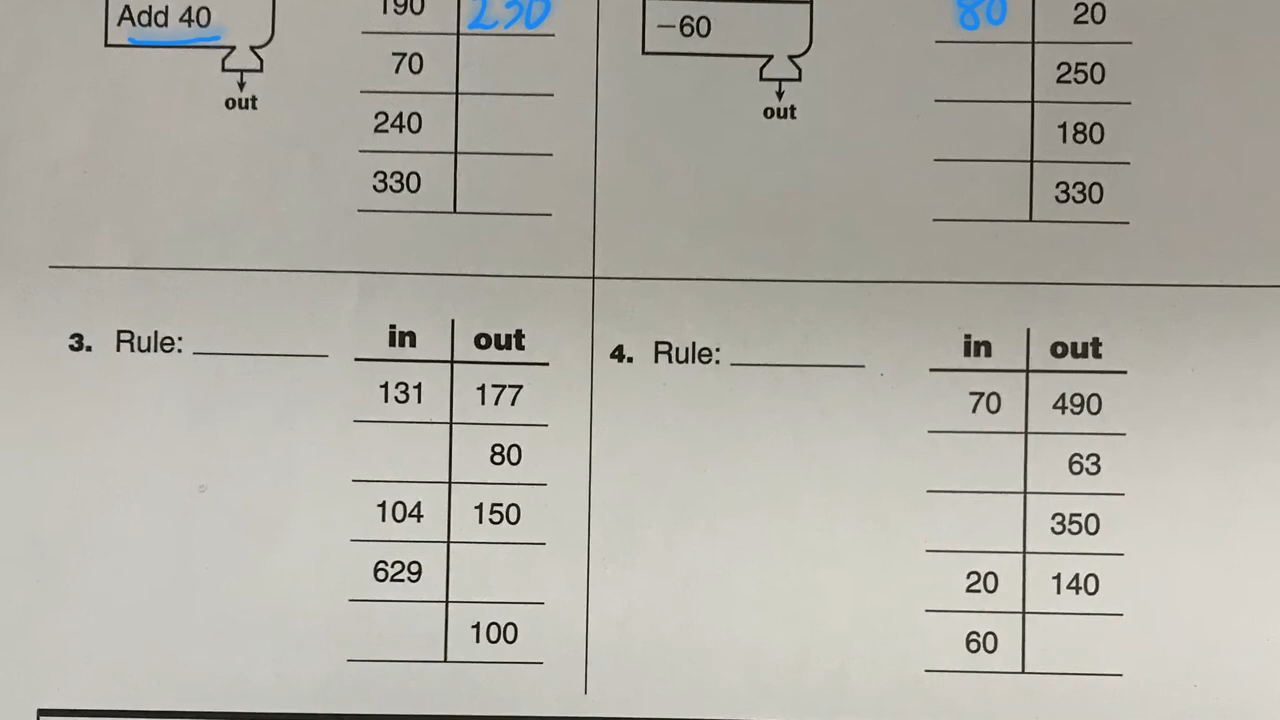 Add 40
out
190 230
70
240
330
−60
out
80 20
250
180
330
3. Rule:
in out
131 177
80
104 150
629
100
4. Rule:
in out
70 490
63
350
20 140
60